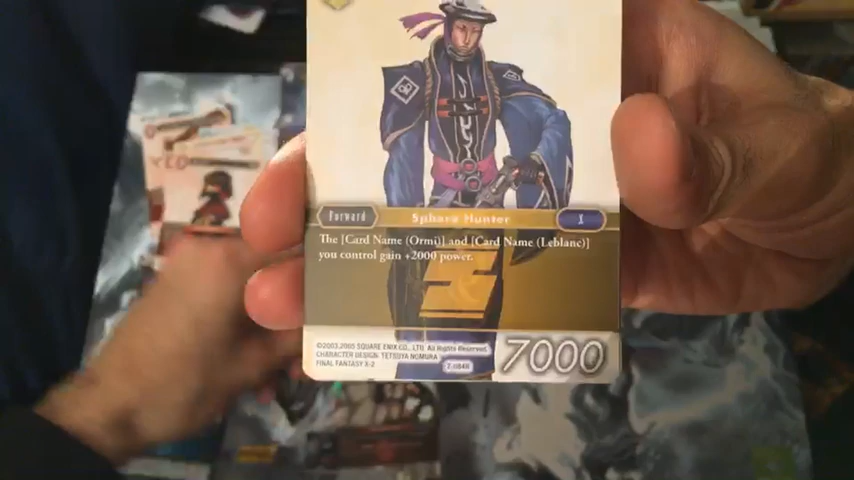 Forward
Sphere Hunter
X
The [Card Name (Ormi)] and [Card Name (Leblanc)]
you control gain +2000 power.
©2003,2005 SQUARE ENIX CO., LTD. All Rights Reserved.
CHARACTER DESIGN: TETSUYA NOMURA
FINAL FANTASY X-2
7000